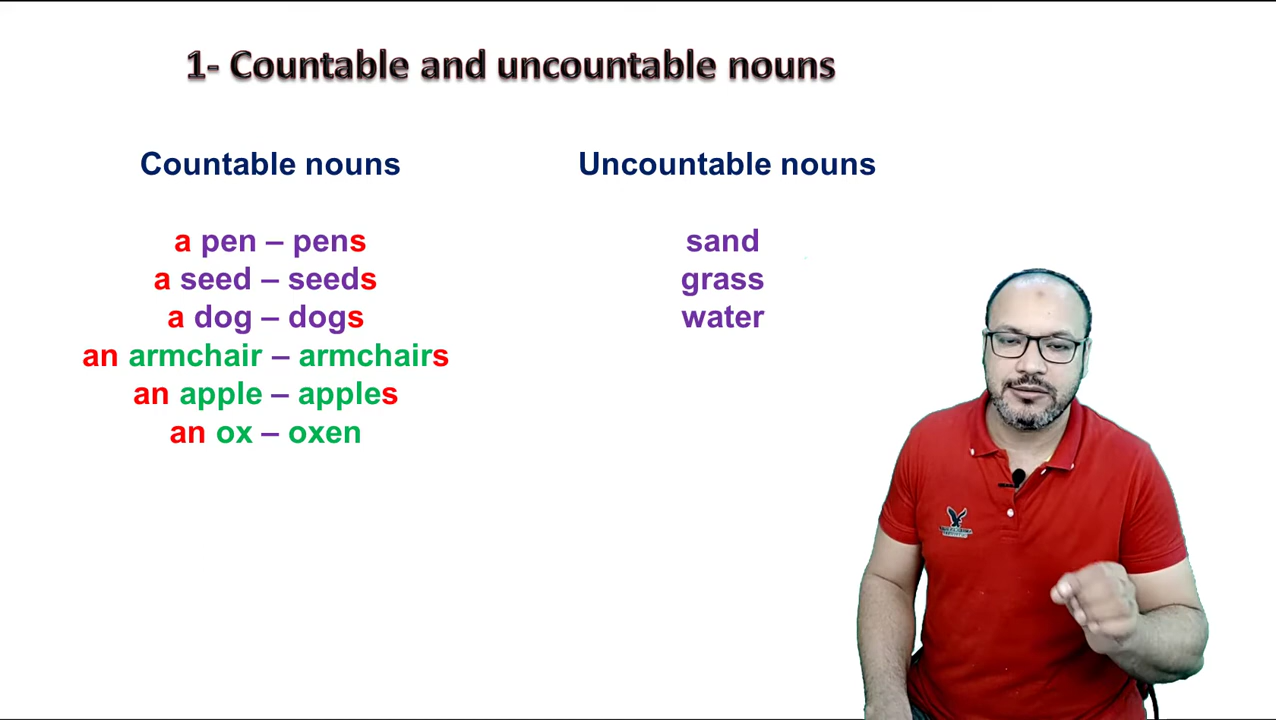 1- Countable and uncountable nouns
Countable nouns
a pen – pens
a seed – seeds
a dog – dogs
an armchair – armchairs
an apple – apples
an ox – oxen
Uncountable nouns
sand
grass
water